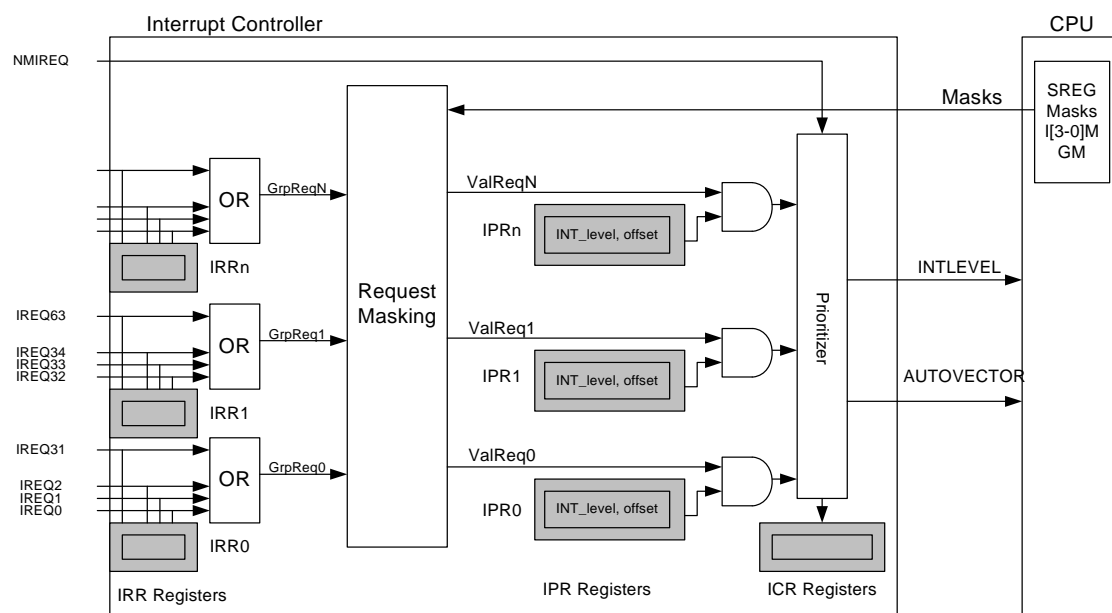 Interrupt Controller
CPU
NMIREQ
Masks
SREG
Masks
I[3-0]M
GM
OR
GrpReqN
ValReqN
IPRn
INT_level, offset
IRRn
INTLEVEL
Request
Masking
Prioritizer
IREQ63
IREQ34
IREQ33
IREQ32
OR
GrpReq1
ValReq1
IPR1
INT_level, offset
IRR1
AUTOVECTOR
IREQ31
IREQ2
IREQ1
IREQ0
OR
GrpReq0
ValReq0
IPR0
INT_level, offset
IRR0
IRR Registers
IPR Registers
ICR Registers